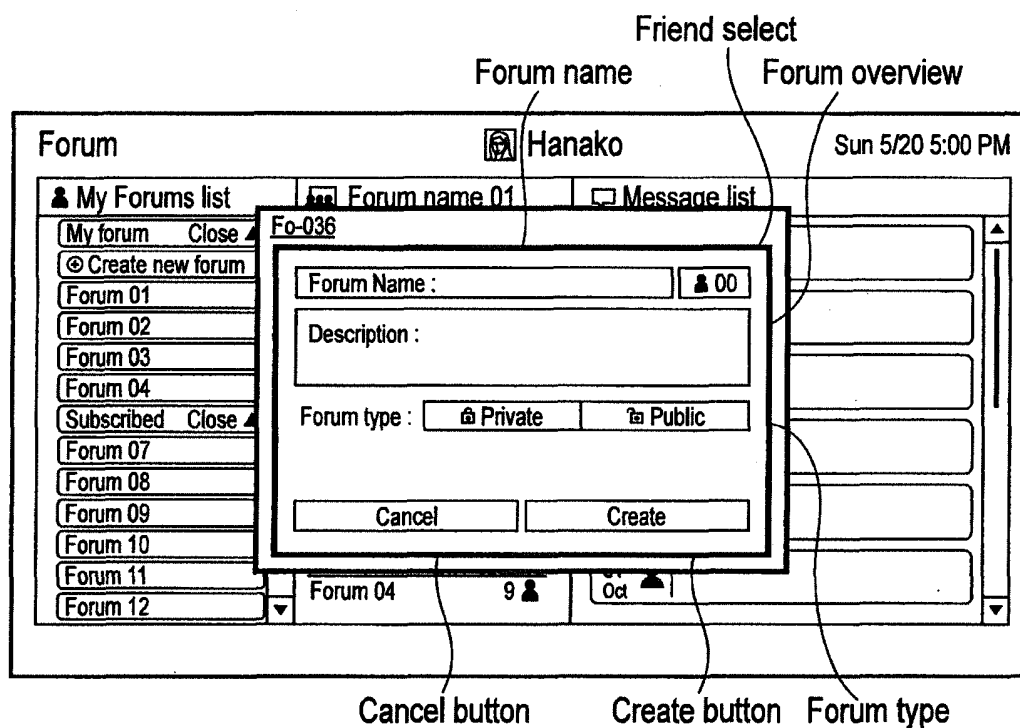 Friend select
Forum name
Forum overview
Forum
Hanako
Sun 5/20 5:00 PM
My Forums list
Forum name 01
Message list
My forum Close
Create new forum
Forum 01
Forum 02
Forum 03
Forum 04
Subscribed Close
Forum 07
Forum 08
Forum 09
Forum 10
Forum 11
Forum 12
Fo-036
Forum Name :
00
Description :
Forum type :
Private
Public
Cancel
Create
Forum 04 9
Oct
Cancel button
Create button
Forum type